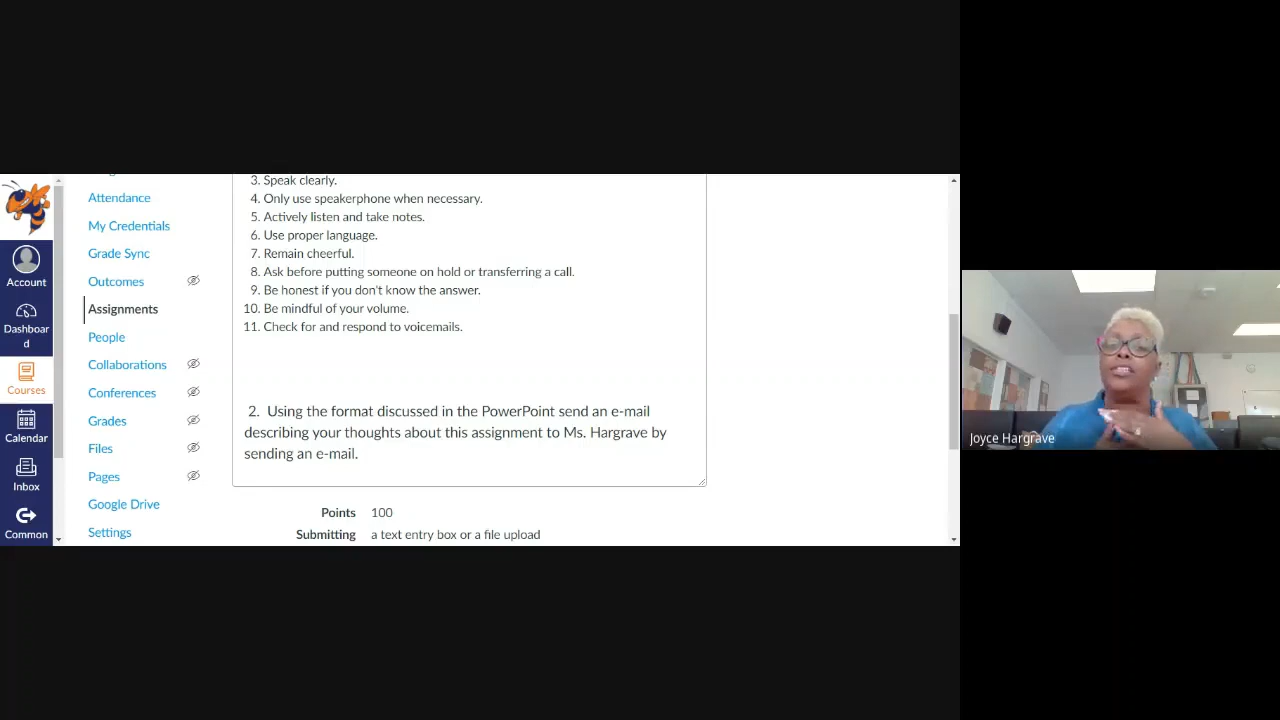 Attendance
My Credentials
Grade Sync
Outcomes
Assignments
People
Collaborations
Conferences
Grades
Files
Pages
Google Drive
Settings
Account
Dashboar
d
Courses
Calendar
Inbox
Common
3. Speak clearly.
4. Only use speakerphone when necessary.
5. Actively listen and take notes.
6. Use proper language.
7. Remain cheerful.
8. Ask before putting someone on hold or transferring a call.
9. Be honest if you don't know the answer.
10. Be mindful of your volume.
11. Check for and respond to voicemails.
2. Using the format discussed in the PowerPoint send an e-mail
describing your thoughts about this assignment to Ms. Hargrave by
sending an e-mail.
Points 100
Submitting a text entry box or a file upload
Joyce Hargrave